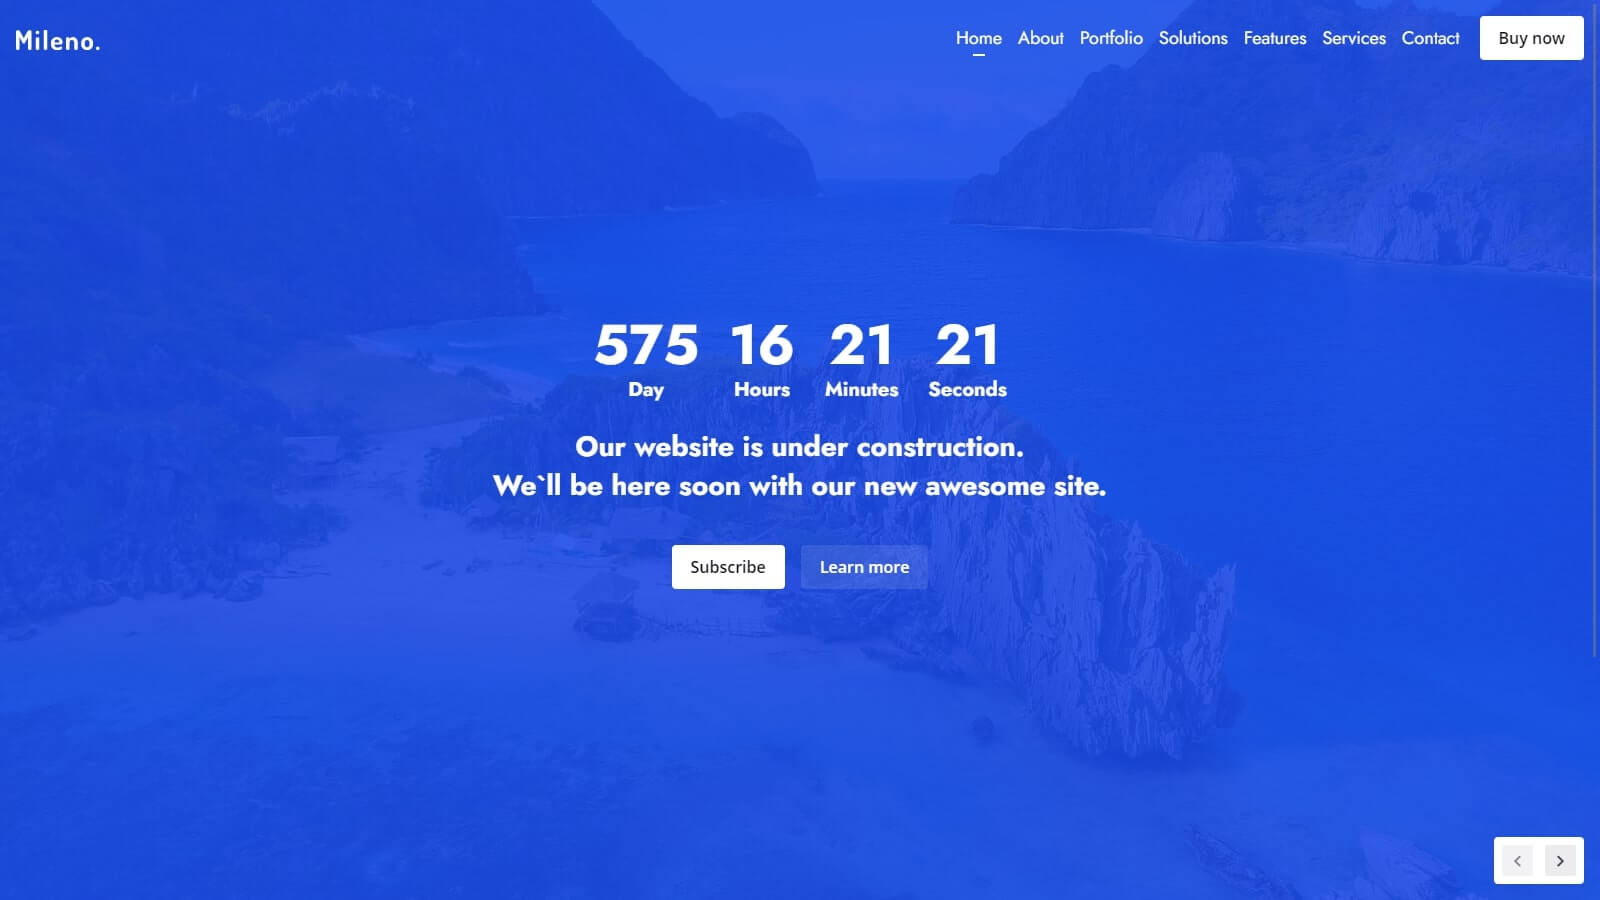 Mileno.
Home About Portfolio Solutions Features Services Contact Buy now
575 16 21 21
Day Hours Minutes Seconds
Our website is under construction.
We`ll be here soon with our new awesome site.
Subscribe Learn more